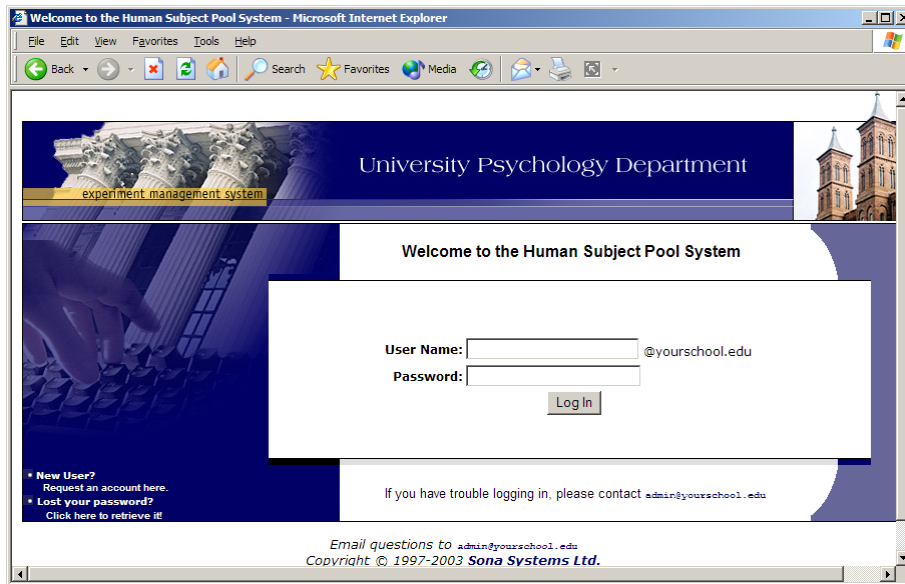 Welcome to the Human Subject Pool System - Microsoft Internet Explorer
File Edit View Favorites Tools Help
Back Search Favorites Media
University Psychology Department
experiment management system
Welcome to the Human Subject Pool System
User Name: @yourschool.edu
Password:
Log In
• New User?
Request an account here.
• Lost your password?
Click here to retrieve it!
If you have trouble logging in, please contact admin@yourschool.edu
Email questions to admin@yourschool.edu
Copyright © 1997-2003 Sona Systems Ltd.